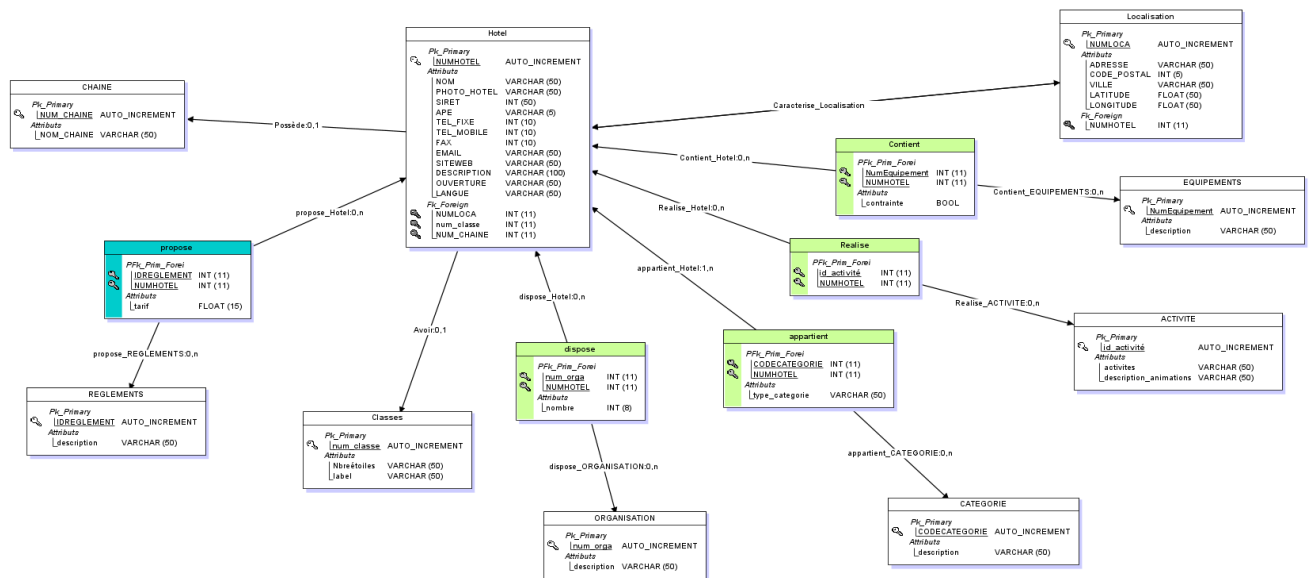 Hotel
Pk_Primary
NUMHOTEL AUTO_INCREMENT
Attributs
NOM VARCHAR (50)
PHOTO_HOTEL VARCHAR (50)
SIRET INT (50)
APE VARCHAR (5)
TEL_FIXE INT (10)
TEL_MOBILE INT (10)
FAX INT (10)
EMAIL VARCHAR (50)
SITEWEB VARCHAR (50)
DESCRIPTION VARCHAR (100)
OUVERTURE VARCHAR (50)
LANGUE VARCHAR (50)
Fk_Foreign
NUMLOCA INT (11)
num_classe INT (11)
NUM_CHAINE INT (11)
Localisation
Pk_Primary
NUMLOCA AUTO_INCREMENT
Attributs
ADRESSE VARCHAR (50)
CODE_POSTAL INT (5)
VILLE VARCHAR (50)
LATITUDE FLOAT (50)
LONGITUDE FLOAT (50)
Fk_Foreign
NUMHOTEL INT (11)
CHAINE
Pk_Primary
NUM_CHAINE AUTO_INCREMENT
Attributs
NOM_CHAINE VARCHAR (50)
Possède:0,1
Caracterise_Localisation
Contient_Hotel:0,n
Contient
PFk_Prim_Forei
NumEquipement INT (11)
NUMHOTEL INT (11)
Attributs
contrainte BOOL
Contient_EQUIPEMENTS:0,n
EQUIPEMENTS
Pk_Primary
NumEquipement AUTO_INCREMENT
Attributs
description VARCHAR (50)
propose_Hotel:0,n
Realise_Hotel:0,n
propose
PFk_Prim_Forei
IDREGLEMENT INT (11)
NUMHOTEL INT (11)
Attributs
tarif FLOAT (15)
Realise
PFk_Prim_Forei
id_activité INT (11)
NUMHOTEL INT (11)
appartient_Hotel:1,n
dispose_Hotel:0,n
Realise_ACTIVITE:0,n
ACTIVITE
Pk_Primary
id_activité AUTO_INCREMENT
Attributs
activites VARCHAR (50)
description_animations VARCHAR (50)
Avoir:0,1
propose_REGLEMENTS:0,n
dispose
PFk_Prim_Forei
num_orga INT (11)
NUMHOTEL INT (11)
Attributs
nombre INT (8)
appartient
PFk_Prim_Forei
CODECATEGORIE INT (11)
NUMHOTEL INT (11)
Attributs
type_categorie VARCHAR (50)
REGLEMENTS
Pk_Primary
IDREGLEMENT AUTO_INCREMENT
Attributs
description VARCHAR (50)
Classes
Pk_Primary
num_classe AUTO_INCREMENT
Attributs
Nbreétoiles VARCHAR (50)
label VARCHAR (50)
dispose_ORGANISATION:0,n
appartient_CATEGORIE:0,n
ORGANISATION
Pk_Primary
num_orga AUTO_INCREMENT
Attributs
description VARCHAR (50)
CATEGORIE
Pk_Primary
CODECATEGORIE AUTO_INCREMENT
Attributs
description VARCHAR (50)